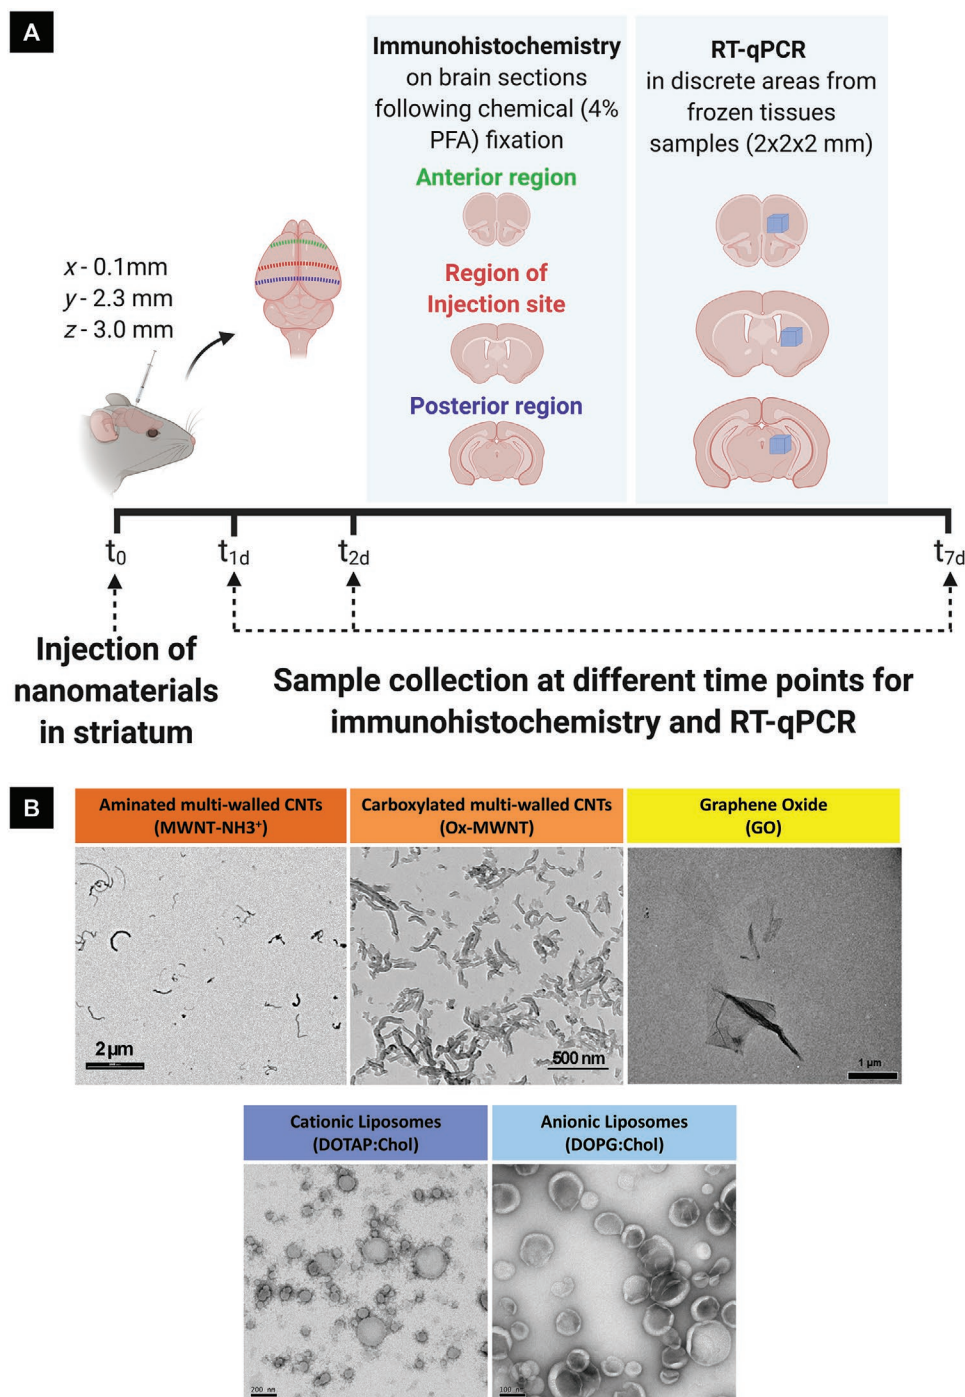 A
Immunohistochemistry
on brain sections
following chemical (4%
PFA) fixation
RT-qPCR
in discrete areas from
frozen tissues
samples (2x2x2 mm)
Anterior region
x - 0.1mm
y - 2.3 mm
z - 3.0 mm
Region of
Injection site
Posterior region
t0
t1d
t2d
t7d
Injection of
nanomaterials
in striatum
Sample collection at different time points for
immunohistochemistry and RT-qPCR
B
Aminated multi-walled CNTs
(MWNT-NH3⁺)
Carboxylated multi-walled CNTs
(Ox-MWNT)
Graphene Oxide
(GO)
2 µm
500 nm
1 µm
Cationic Liposomes
(DOTAP:Chol)
Anionic Liposomes
(DOPG:Chol)
200 nm
100 nm